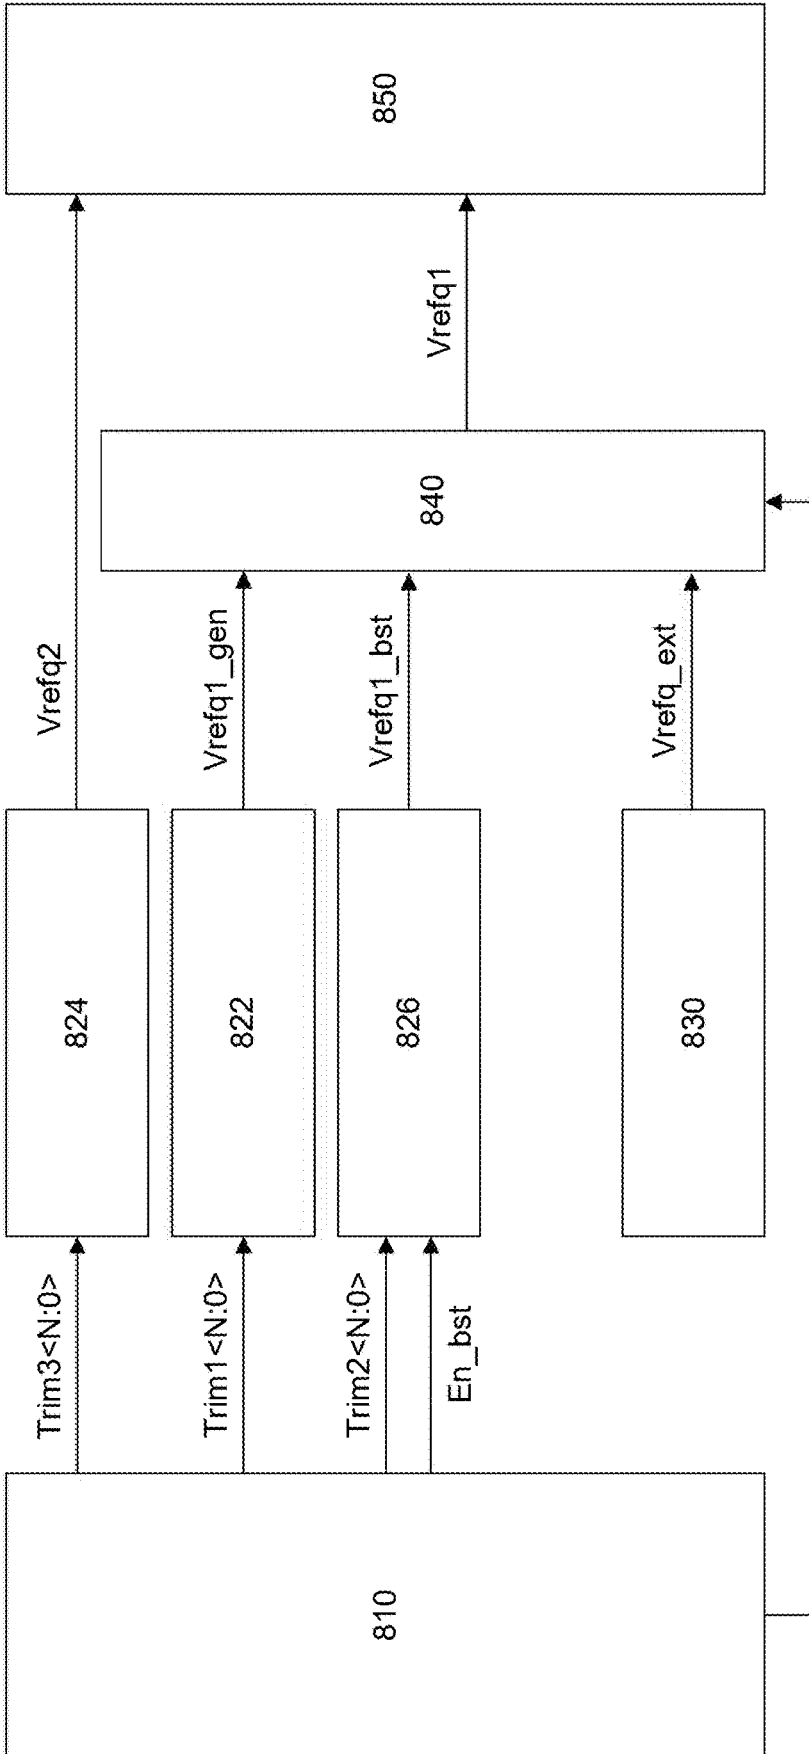 810
Trim3<N:0>
Trim1<N:0>
Trim2<N:0>
En_bst
824
822
826
830
Vrefq2
Vrefq1_gen
Vrefq1_bst
Vrefq_ext
840
Vrefq1
850